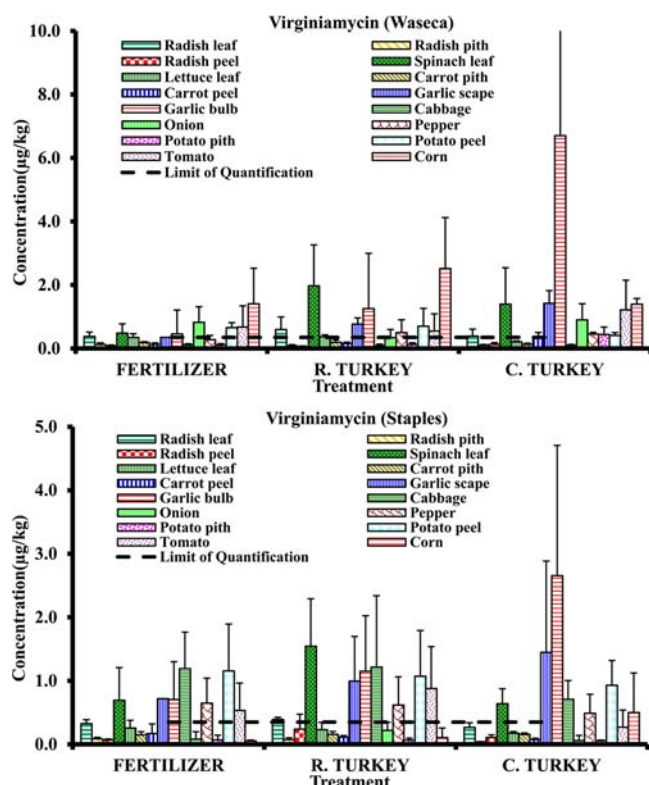 Virginiamycin (Waseca)
Concentration(µg/kg)
10.0
8.0
6.0
4.0
2.0
0.0
Radish leaf Radish pith
Radish peel Spinach leaf
Lettuce leaf Carrot pith
Carrot peel Garlic scape
Garlic bulb Cabbage
Onion Pepper
Potato pith Potato peel
Tomato Corn
Limit of Quantification
FERTILIZER R. TURKEY C. TURKEY
Treatment
Virginiamycin (Staples)
Concentration(µg/kg)
5.0
4.0
3.0
2.0
1.0
0.0
Radish leaf Radish pith
Radish peel Spinach leaf
Lettuce leaf Carrot pith
Carrot peel Garlic scape
Garlic bulb Cabbage
Onion Pepper
Potato pith Potato peel
Tomato Corn
Limit of Quantification
FERTILIZER R. TURKEY C. TURKEY
Treatment